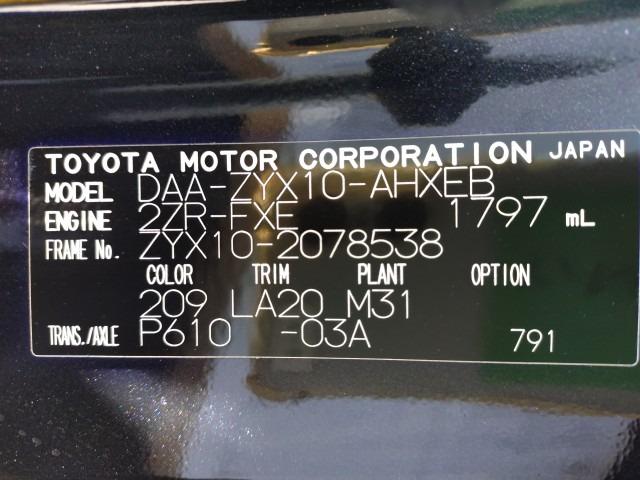 TOYOTA MOTOR CORPORATION JAPAN
MODEL DAA-ZYX10-AHXEB
ENGINE 2ZR-FXE 1797 mL
FRAME No. ZYX10-2078538
COLOR TRIM PLANT OPTION
209 LA20 M31
TRANS./AXLE P610 -03A 791